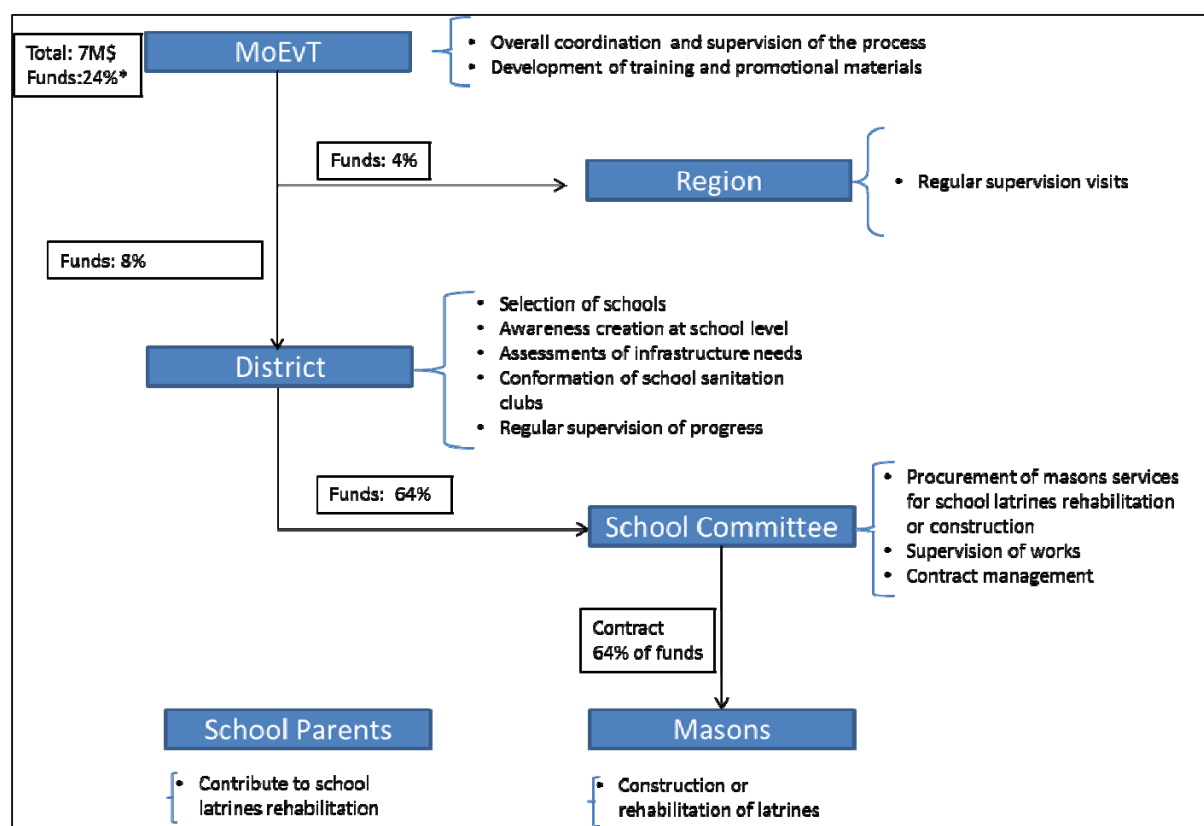 Total: 7M$
Funds:24%*
MoEvT
• Overall coordination and supervision of the process
• Development of training and promotional materials
Funds: 4%
Region
• Regular supervision visits
Funds: 8%
• Selection of schools
• Awareness creation at school level
• Assessments of infrastructure needs
• Conformation of school sanitation
clubs
• Regular supervision of progress
District
Funds: 64%
School Committee
• Procurement of masons services
for school latrines rehabilitation
or construction
• Supervision of works
• Contract management
Contract
64% of funds
School Parents
• Contribute to school
latrines rehabilitation
Masons
• Construction or
rehabilitation of latrines